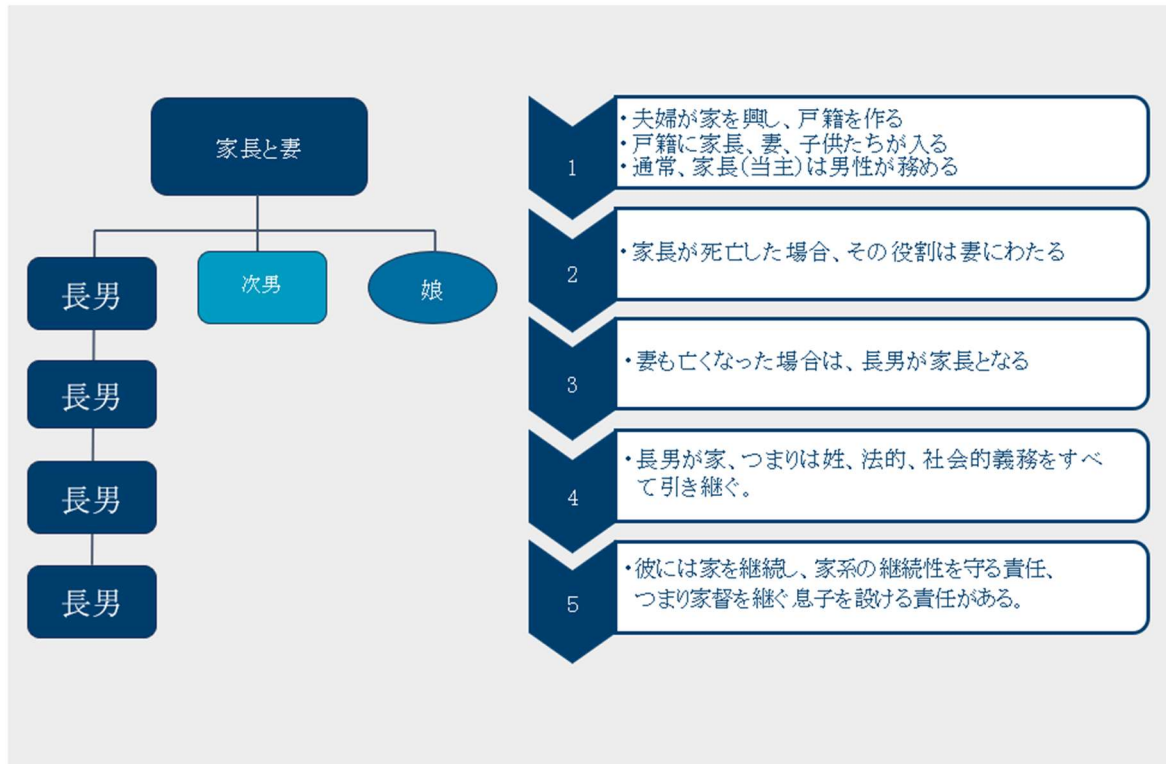 家長と妻
長男
次男
娘
長男
長男
長男
1
・夫婦が家を興し、戸籍を作る
・戸籍に家長、妻、子供たちが入る
・通常、家長(当主)は男性が務める
2
・家長が死亡した場合、その役割は妻にわたる
3
・妻も亡くなった場合は、長男が家長となる
4
・長男が家、つまりは姓、法的、社会的義務をすべ
て引き継ぐ。
5
・彼には家を継続し、家系の継続性を守る責任、
つまり家督を継ぐ息子を設ける責任がある。